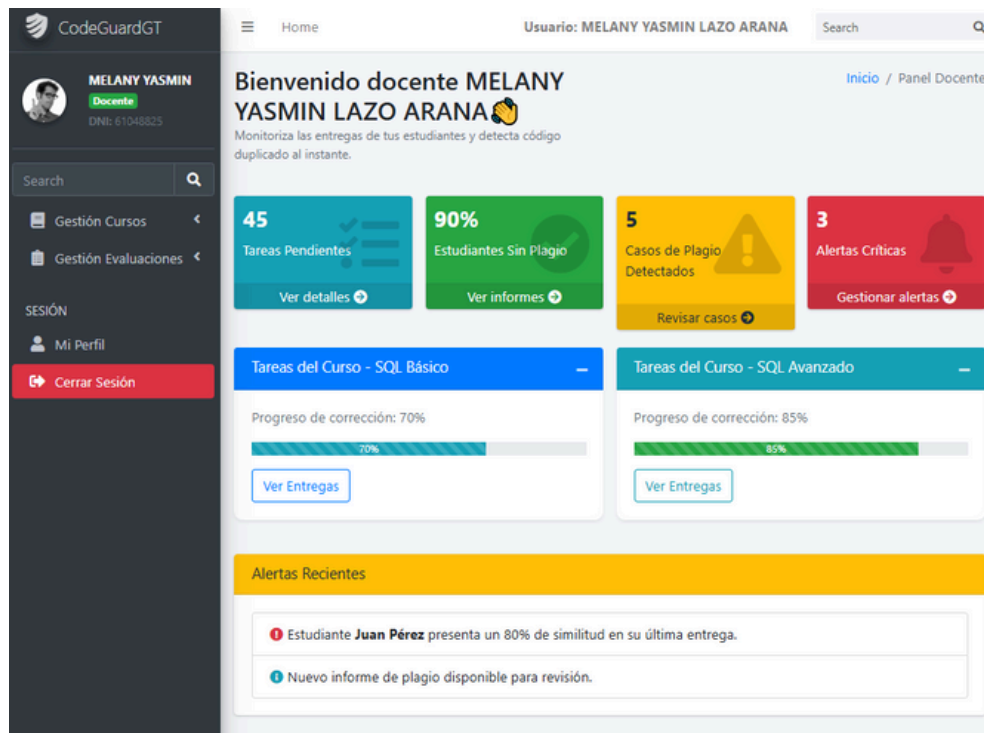 CodeGuardGT
Home
Usuario: MELANY YASMIN LAZO ARANA
Search
MELANY YASMIN
Docente
DNI: 61048825
Search
Gestión Cursos
Gestión Evaluaciones
SESIÓN
Mi Perfil
Cerrar Sesión
Bienvenido docente MELANY
YASMIN LAZO ARANA
Monitoriza las entregas de tus estudiantes y detecta código
duplicado al instante.
Inicio / Panel Docente
45
Tareas Pendientes
Ver detalles
90%
Estudiantes Sin Plagio
Ver informes
5
Casos de Plagio
Detectados
Revisar casos
3
Alertas Críticas
Gestionar alertas
Tareas del Curso - SQL Básico
Progreso de corrección: 70%
70%
Ver Entregas
Tareas del Curso - SQL Avanzado
Progreso de corrección: 85%
85%
Ver Entregas
Alertas Recientes
Estudiante Juan Pérez presenta un 80% de similitud en su última entrega.
Nuevo informe de plagio disponible para revisión.